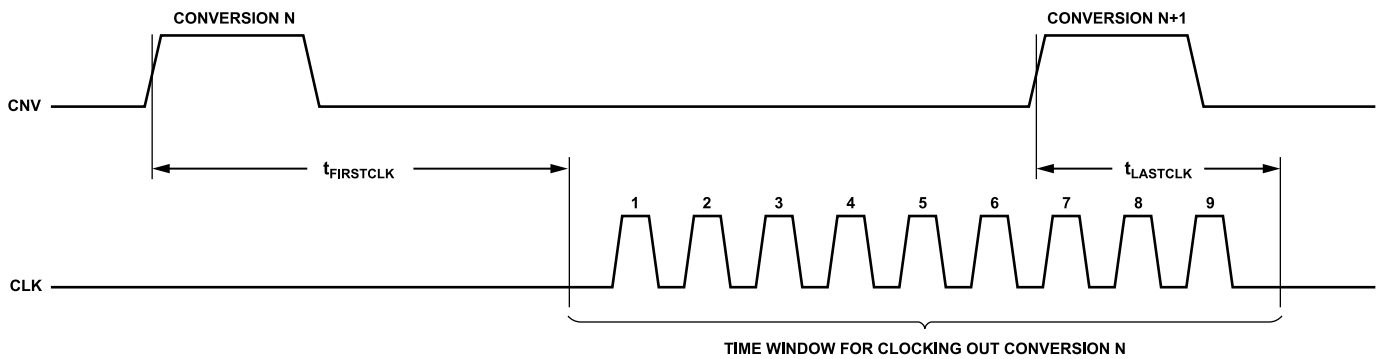 CONVERSION N
CONVERSION N+1
CNV
tFIRSTCLK
tLASTCLK
1 2 3 4 5 6 7 8 9
CLK
TIME WINDOW FOR CLOCKING OUT CONVERSION N